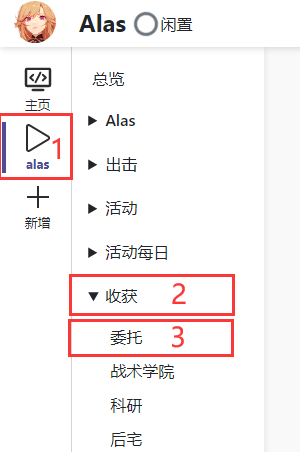 Alas 闲置
主页
1
alas
新增
总览
Alas
出击
活动
活动每日
收获 2
委托 3
战术学院
科研
后宅